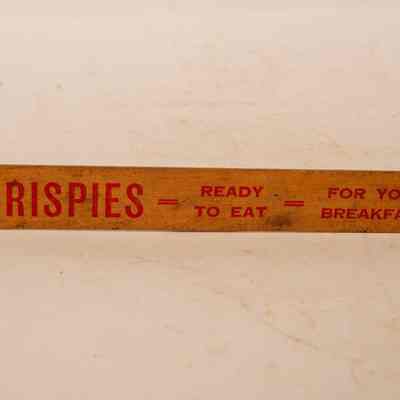 RISPIES = READY TO EAT = FOR YO
BREAKFA